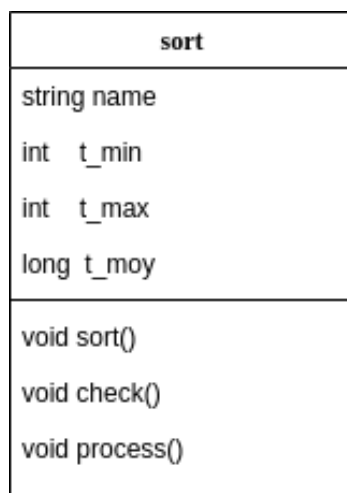 sort
string name
int t_min
int t_max
long t_moy
void sort()
void check()
void process()